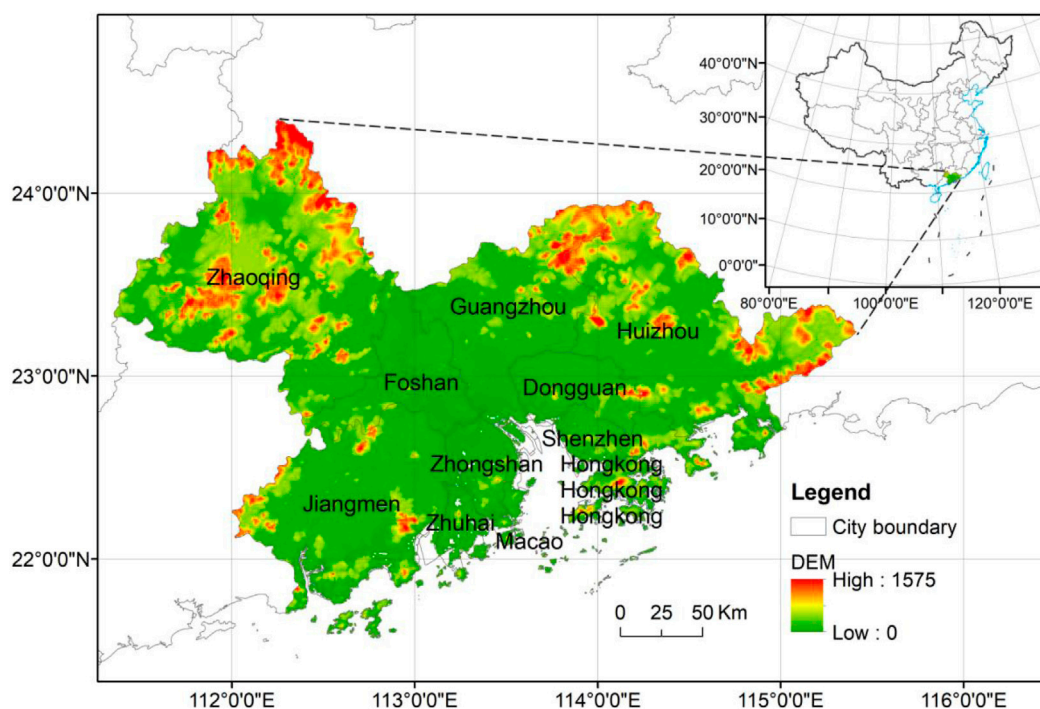 40°0'0"N
30°0'0"N
20°0'0"N
10°0'0"N
0°0'0"
80°0'0"E
100°0'0"E
120°0'0"E
24°0'0"N
23°0'0"N
22°0'0"N
Zhaoqing
Guangzhou
Huizhou
Foshan
Dongguan
Shenzhen
Zhongshan
Hongkong
Hongkong
Jiangmen
Hongkong
Zhuhai
Macao
Legend
City boundary
DEM
High : 1575
Low : 0
0 25 50 Km
112°0'0"E
113°0'0"E
114°0'0"E
115°0'0"E
116°0'0"E